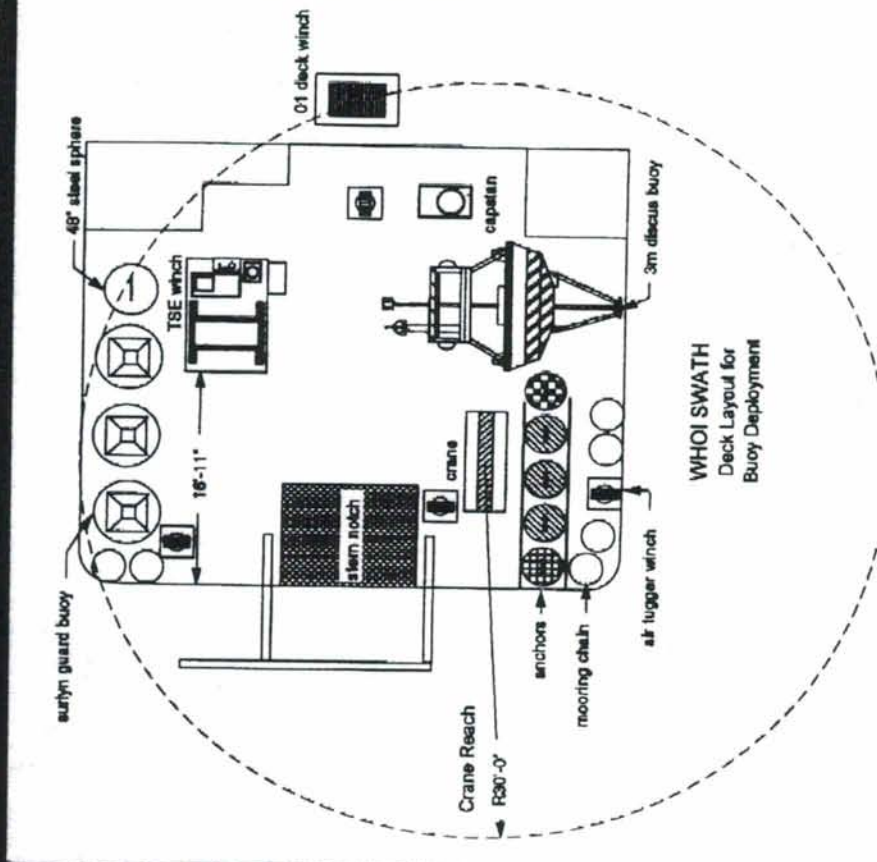 01 deck winch
48" steel sphere
1
TSE winch
capstan
3m discus buoy
16'-11"
surlyn guard buoy
crane
stern notch
air tugger winch
anchors
mooring chain
Crane Reach
R30'-0"
WHOI SWATH
Deck Layout for
Buoy Deployment